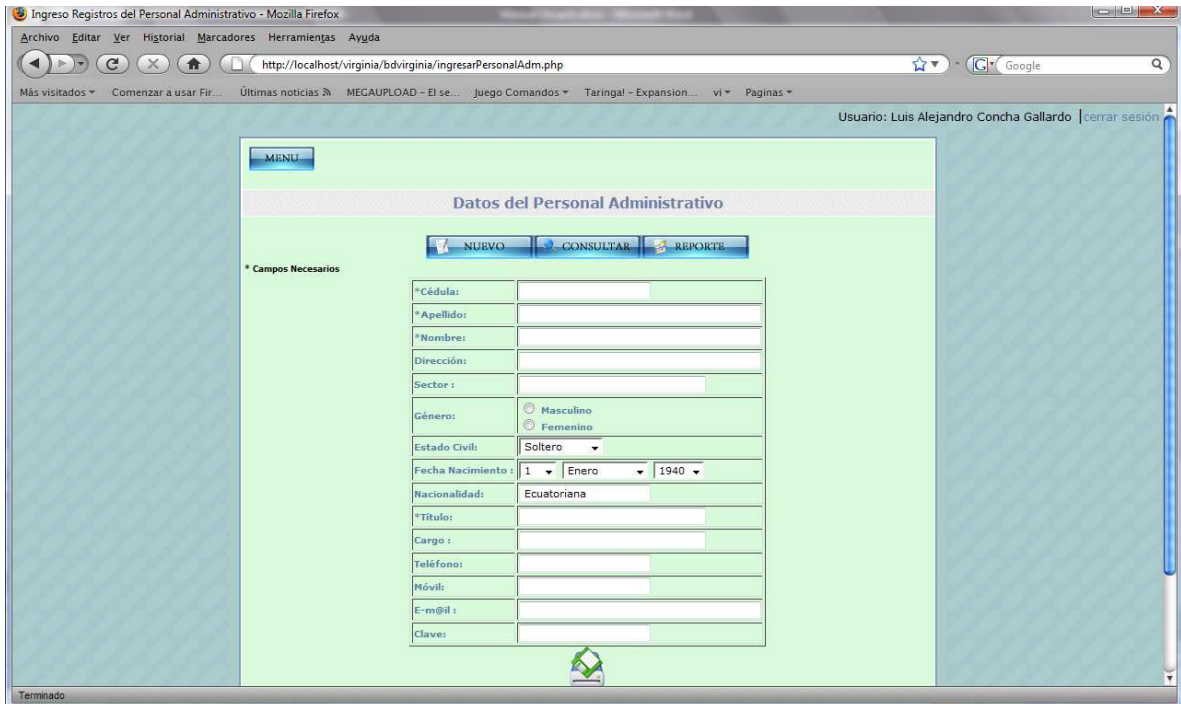 Ingreso Registros del Personal Administrativo - Mozilla Firefox
Archivo Editar Ver Historial Marcadores Herramientas Ayuda
http://localhost/virginia/bdvirginia/ingresarPersonalAdm.php
Google
Más visitados Comenzar a usar Fir... Últimas noticias MEGAUPLOAD - El se... Juego Comandos Taringa! - Expansion... vi Paginas
Usuario: Luis Alejandro Concha Gallardo |cerrar sesión
MENU
Datos del Personal Administrativo
NUEVO CONSULTAR REPORTE
* Campos Necesarios
*Cédula:
*Apellido:
*Nombre:
Dirección:
Sector :
Género: Masculino
Femenino
Estado Civil: Soltero
Fecha Nacimiento : 1 Enero 1940
Nacionalidad: Ecuatoriana
*Título:
Cargo :
Teléfono:
Móvil:
E-m@il :
Clave:
Terminado